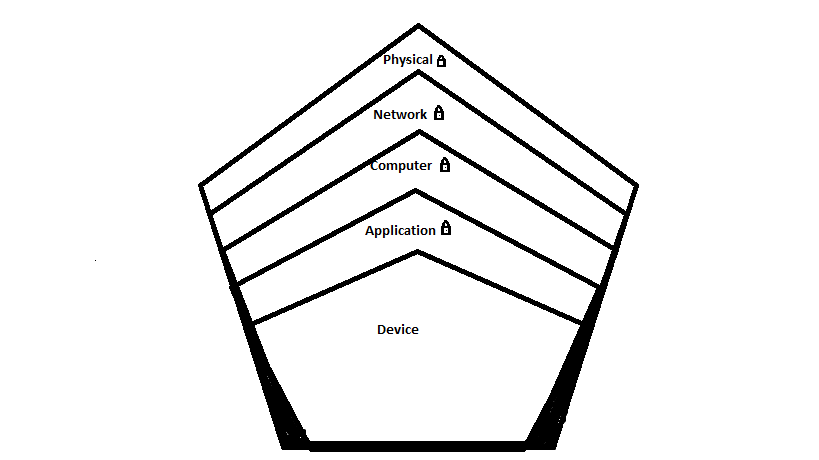 Physical
Network
Computer
Application
Device